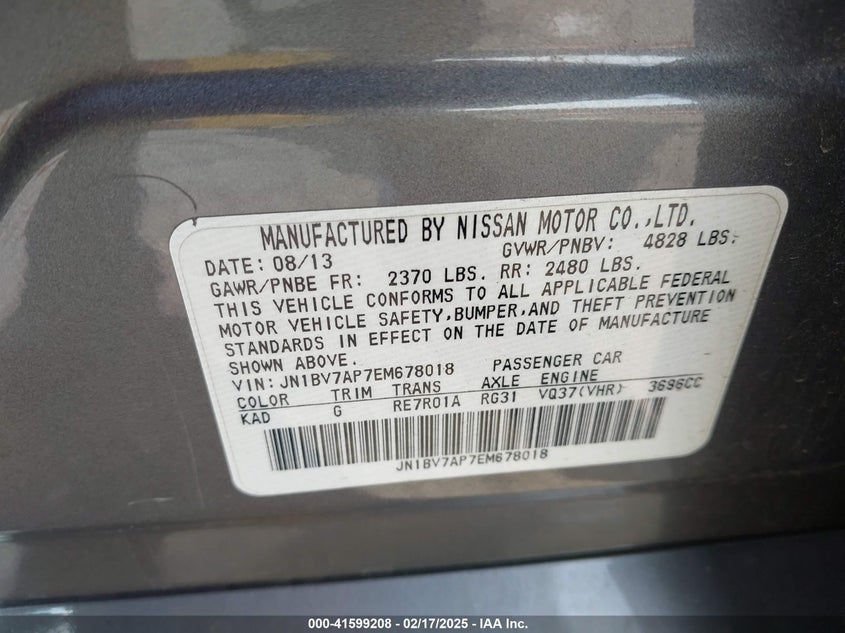 MANUFACTURED BY NISSAN MOTOR CO.,LTD.
DATE: 08/13 GVWR/PNBV: 4828 LBS.
GAWR/PNBE FR: 2370 LBS. RR: 2480 LBS.
THIS VEHICLE CONFORMS TO ALL APPLICABLE FEDERAL
MOTOR VEHICLE SAFETY,BUMPER,AND THEFT PREVENTION
STANDARDS IN EFFECT ON THE DATE OF MANUFACTURE
SHOWN ABOVE.
VIN: JN1BV7AP7EM678018 PASSENGER CAR
COLOR TRIM TRANS AXLE ENGINE
KAD G RE7R01A RG31 VQ37(VHR) 3696CC
JN1BV7AP7EM678018
000-41599208 - 02/17/2025 - IAA Inc.